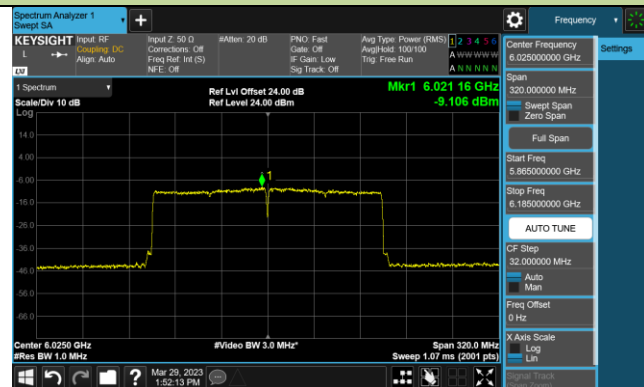 Spectrum Analyzer 1
Swept SA
Frequency
KEYSIGHT
L
LXI
Input: RF
Coupling: DC
Align: Auto
Input Z: 50 Ω
Corrections: Off
Freq Ref: Int (S)
NFE: Off
#Atten: 20 dB
PNO: Fast
Gate: Off
IF Gain: Low
Sig Track: Off
Avg Type: Power (RMS)
Avg|Hold: 100/100
Trig: Free Run
1 2 3 4 5 6
A W W W W W
A N N N N N
1 Spectrum
Scale/Div 10 dB
Log
Ref Lvl Offset 24.00 dB
Ref Level 24.00 dBm
Mkr1 6.021 16 GHz
-9.106 dBm
14.0
4.00
-6.00
-16.0
-26.0
-36.0
-46.0
-56.0
-66.0
1
Center 6.0250 GHz
#Res BW 1.0 MHz
#Video BW 3.0 MHz*
Span 320.0 MHz
Sweep 1.07 ms (2001 pts)
Mar 29, 2023
1:52:13 PM
Center Frequency
6.025000000 GHz
Span
320.000000 MHz
Swept Span
Zero Span
Full Span
Start Freq
5.865000000 GHz
Stop Freq
6.185000000 GHz
AUTO TUNE
CF Step
32.000000 MHz
Auto
Man
Freq Offset
0 Hz
X Axis Scale
Log
Lin
Signal Track
(Span Zoom)
Settings